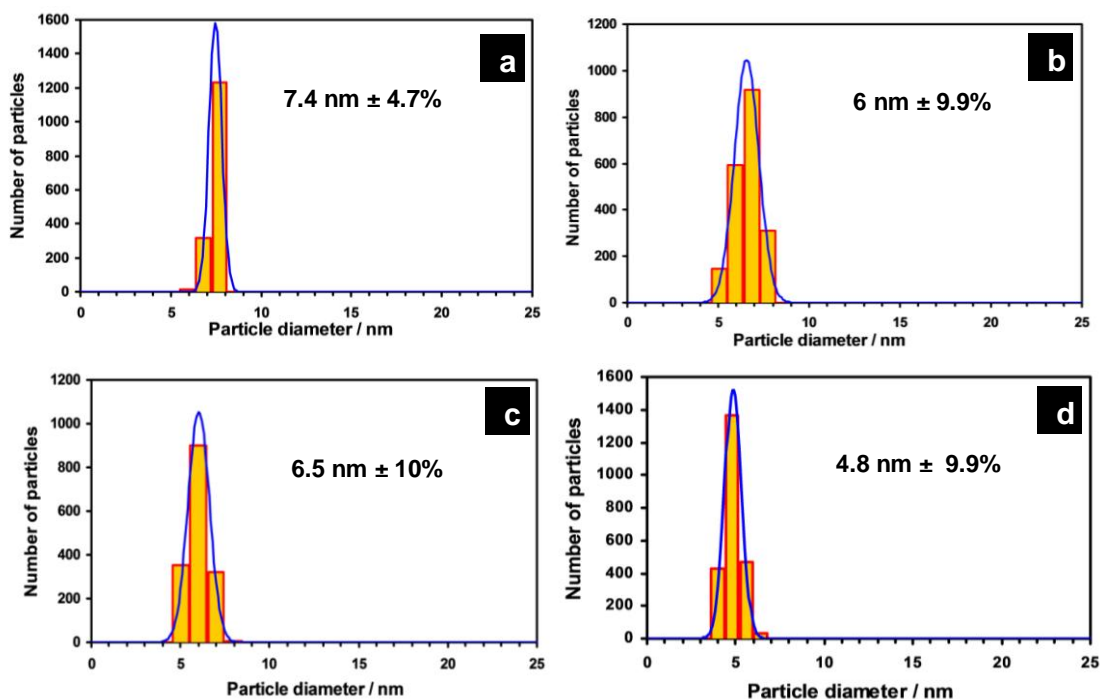 a
7.4 nm ± 4.7%
Number of particles
1600
1400
1200
1000
800
600
400
200
0
0 5 10 15 20 25
Particle diameter / nm
b
6 nm ± 9.9%
Number of particles
1200
1000
800
600
400
200
0
0 5 10 15 20 25
Particle diameter / nm
c
6.5 nm ± 10%
Number of particles
1200
1000
800
600
400
200
0
0 5 10 15 20 25
Particle diameter / nm
d
4.8 nm ± 9.9%
Number of particles
1600
1400
1200
1000
800
600
400
200
0
0 5 10 15 20 25
Particle diameter / nm